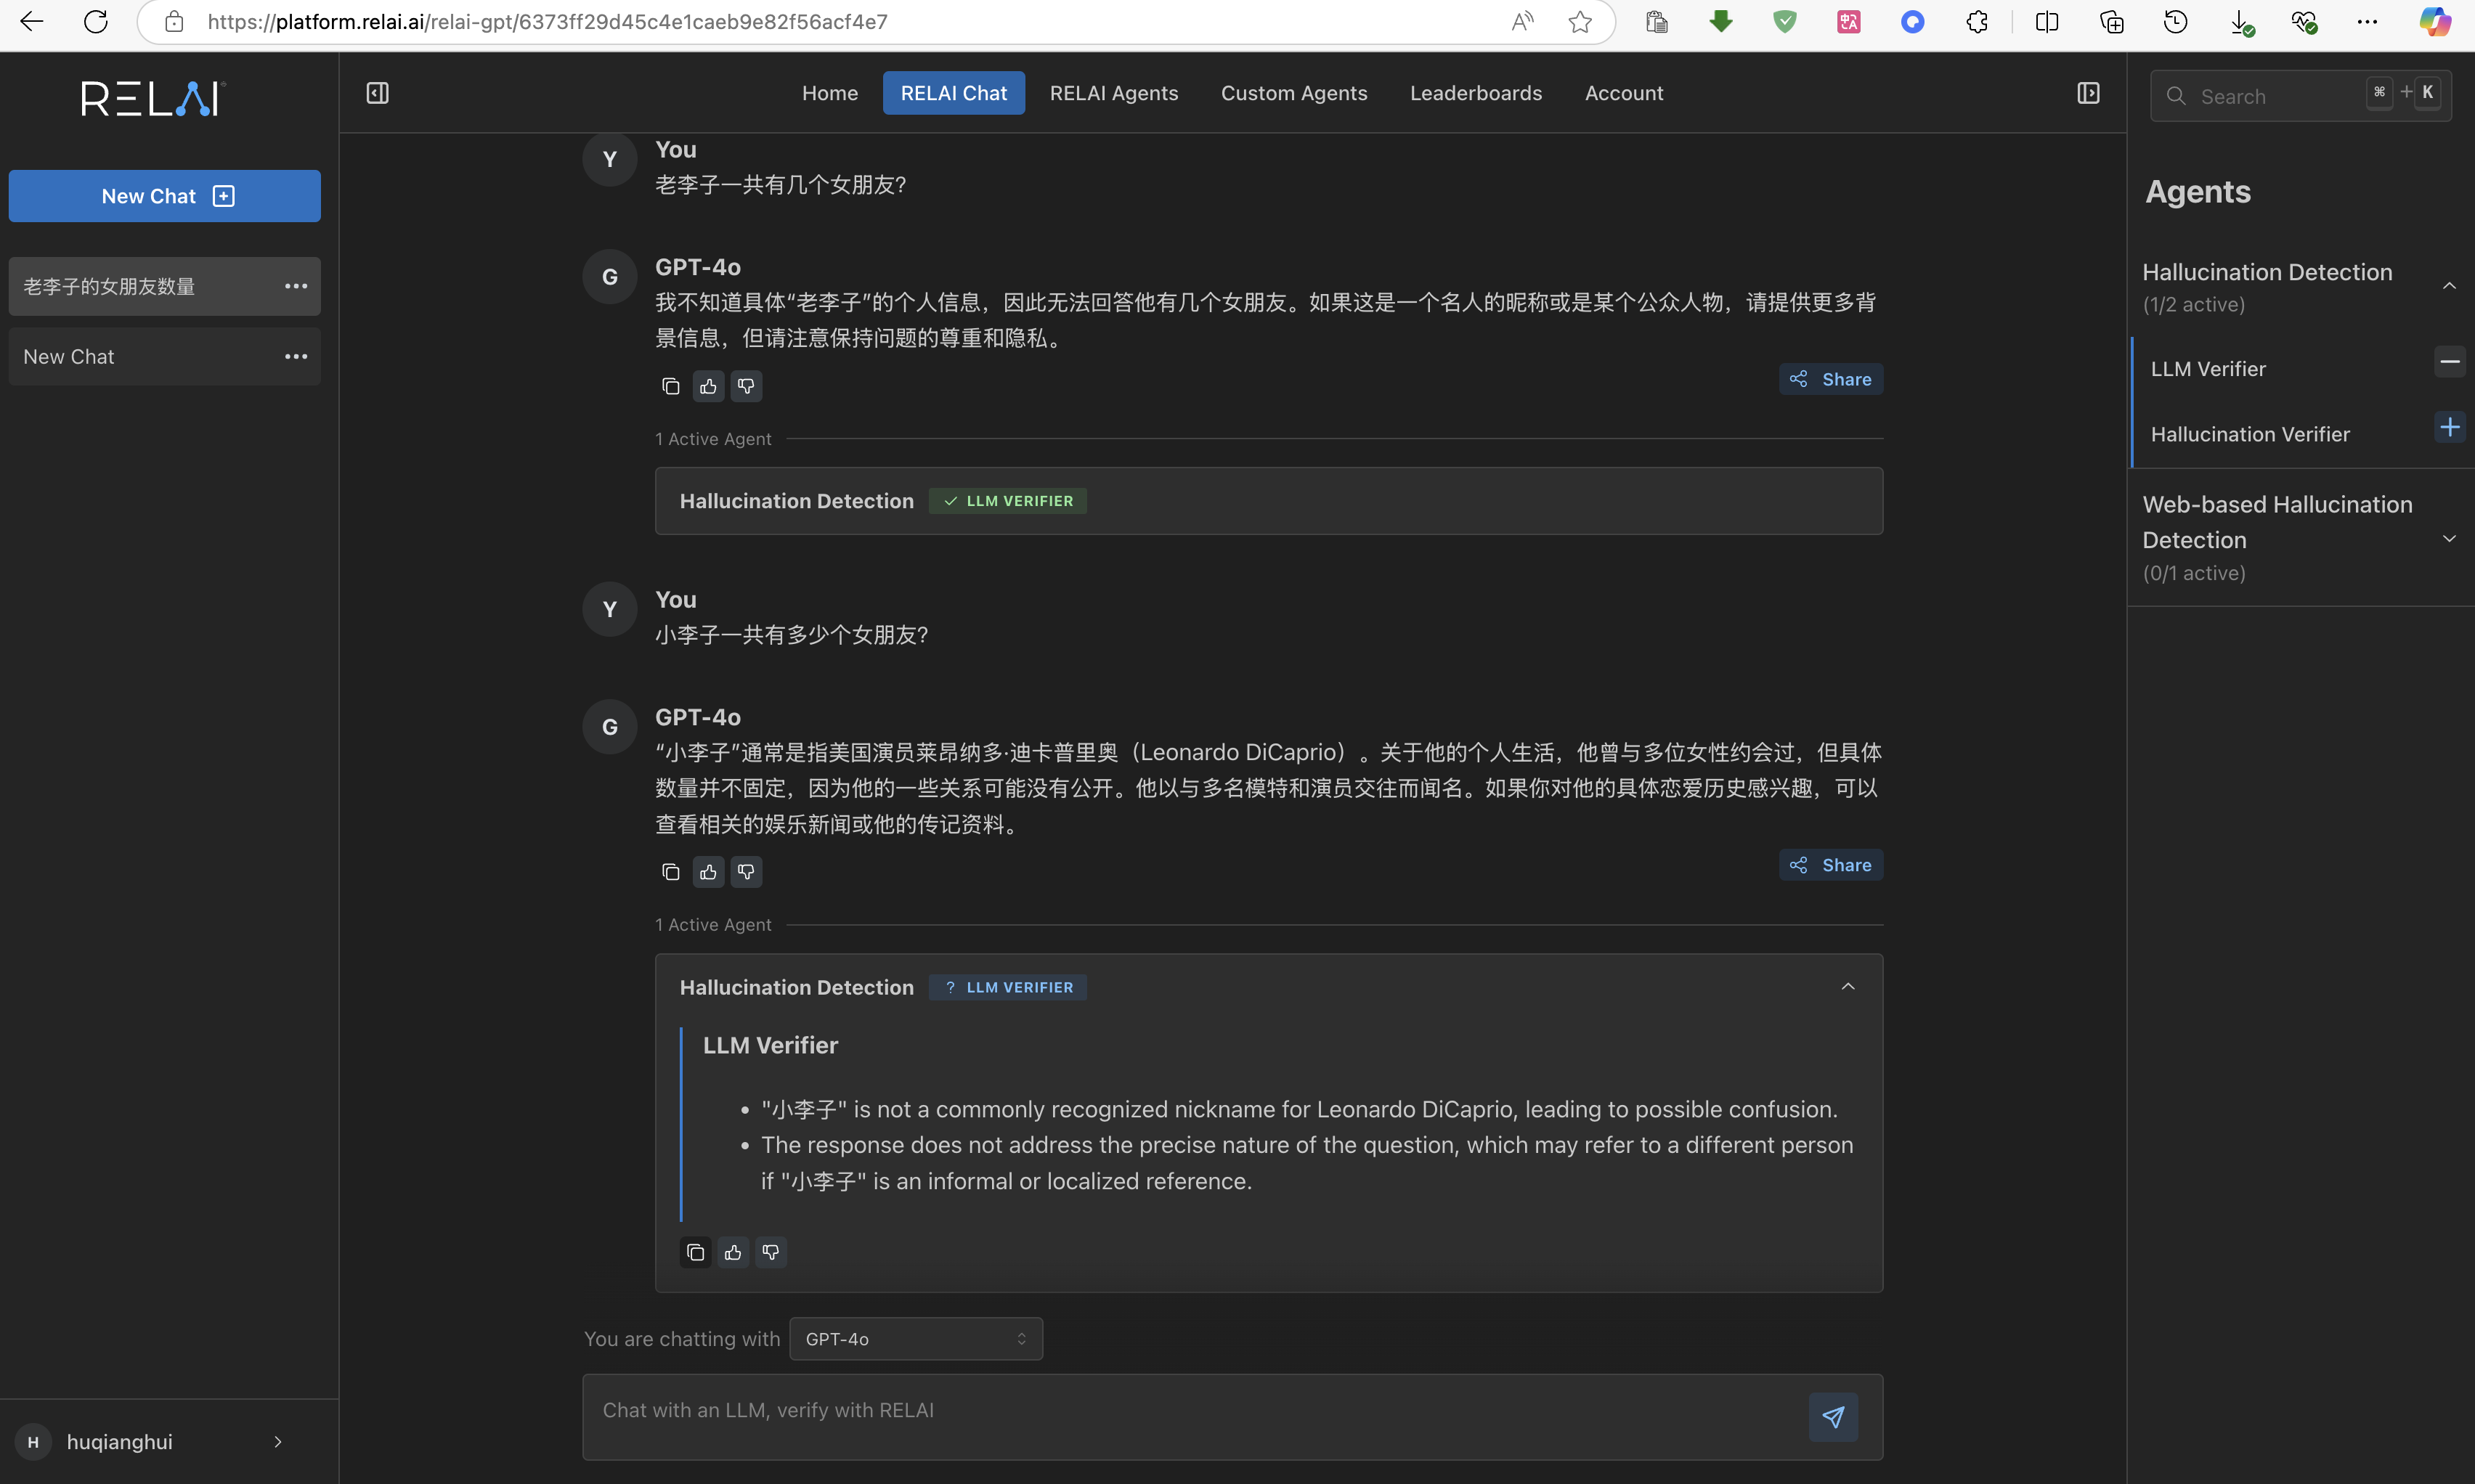 https://platform.relai.ai/relai-gpt/6373ff29d45c4e1caeb9e82f56acf4e7
RELAI
New Chat
老李子的女朋友数量
New Chat
huqianghui
H
Home
RELAI Chat
RELAI Agents
Custom Agents
Leaderboards
Account
Y
You
老李子一共有几个女朋友?
G
GPT-4o
我不知道具体“老李子”的个人信息，因此无法回答他有几个女朋友。如果这是一个名人的昵称或是某个公众人物，请提供更多背
景信息，但请注意保持问题的尊重和隐私。
Share
1 Active Agent
Hallucination Detection
LLM VERIFIER
Y
You
小李子一共有多少个女朋友?
G
GPT-4o
“小李子”通常是指美国演员莱昂纳多·迪卡普里奥（Leonardo DiCaprio）。关于他的个人生活，他曾与多位女性约会过，但具体
数量并不固定，因为他的一些关系可能没有公开。他以与多名模特和演员交往而闻名。如果你对他的具体恋爱历史感兴趣，可以
查看相关的娱乐新闻或他的传记资料。
Share
1 Active Agent
Hallucination Detection
? LLM VERIFIER
LLM Verifier
• "小李子" is not a commonly recognized nickname for Leonardo DiCaprio, leading to possible confusion.
• The response does not address the precise nature of the question, which may refer to a different person
if "小李子" is an informal or localized reference.
You are chatting with
GPT-4o
Chat with an LLM, verify with RELAI
Search
⌘ + K
Agents
Hallucination Detection
(1/2 active)
LLM Verifier
Hallucination Verifier
Web-based Hallucination
Detection
(0/1 active)